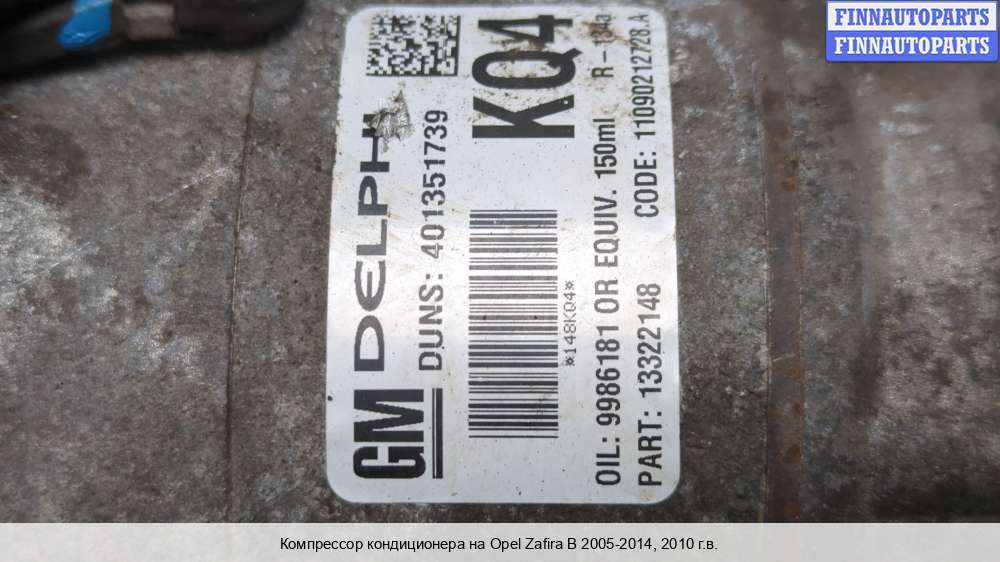 FINNAUTOPARTS
FINNAUTOPARTS
GM DELPHI
DUNS: 401351739
KQ4
*148KQ4*
R-134a
OIL: 9986181 OR EQUIV. 150ml
PART: 13322148 CODE: 11090212728.A
Компрессор кондиционера на Opel Zafira B 2005-2014, 2010 г.в.